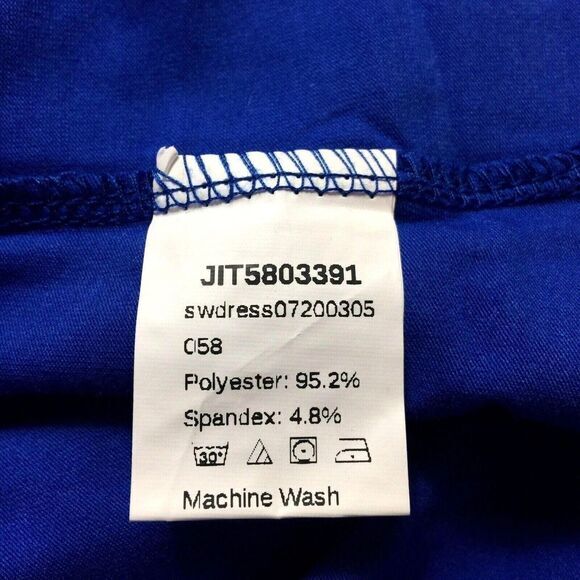 JIT5803391
swdress07200305
058
Polyester: 95.2%
Spandex: 4.8%
30°
Machine Wash